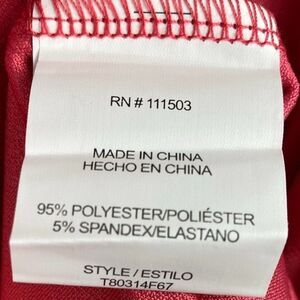 RN # 111503
MADE IN CHINA
HECHO EN CHINA
95% POLYESTER/POLIÉSTER
5% SPANDEX/ELASTANO
STYLE / ESTILO
T80314F67